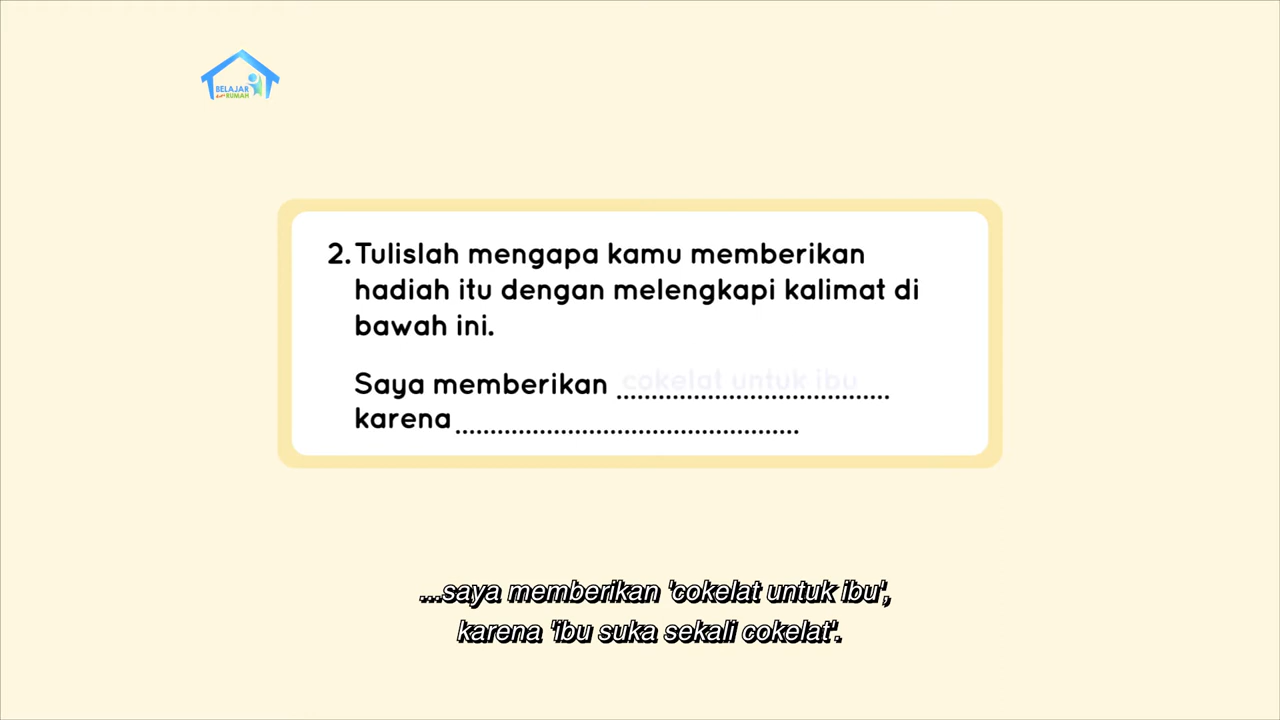 BELAJAR
dari RUMAH
2. Tulislah mengapa kamu memberikan
hadiah itu dengan melengkapi kalimat di
bawah ini.
Saya memberikan cokelat untuk ibu
karena ................................................
...saya memberikan 'cokelat untuk ibu',
karena 'ibu suka sekali cokelat'.